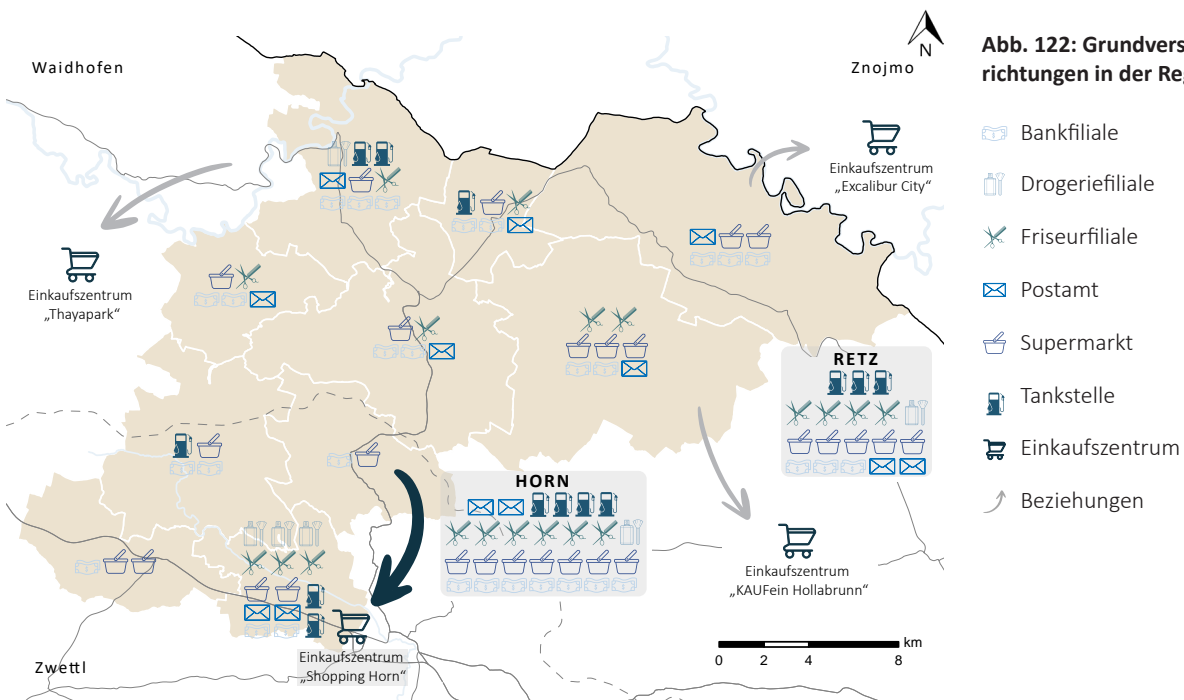 Waidhofen
Znojmo
N
Einkaufszentrum
„Excalibur City“
Einkaufszentrum
„Thayapark“
RETZ
HORN
Einkaufszentrum
„KAUFein Hollabrunn“
Einkaufszentrum
„Shopping Horn“
Zwettl
km
0 2 4 8
Abb. 122: Grundvers
richtungen in der Reg
Bankfiliale
Drogeriefiliale
Friseurfiliale
Postamt
Supermarkt
Tankstelle
Einkaufszentrum
Beziehungen